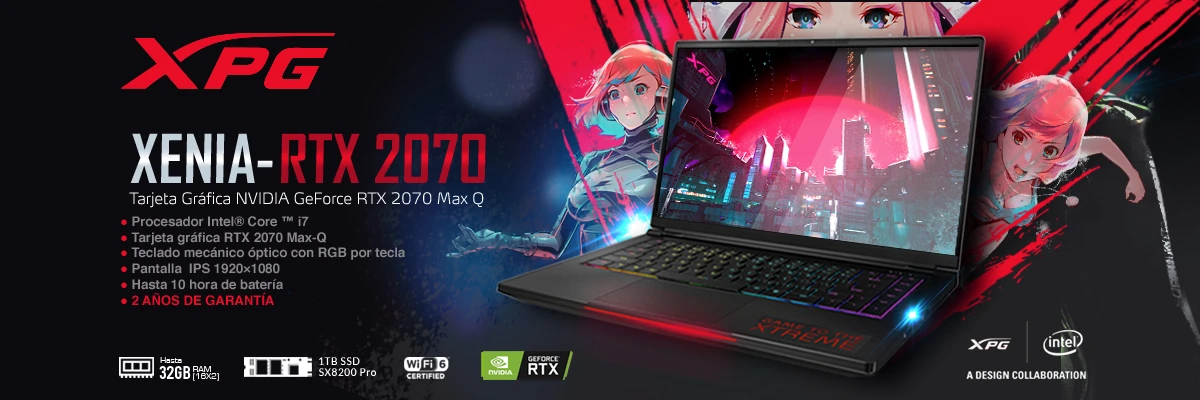 XPG
XENIA-RTX 2070
Tarjeta Gráfica NVIDIA GeForce RTX 2070 Max Q
• Procesador Intel® Core ™ i7
• Tarjeta gráfica RTX 2070 Max-Q
• Teclado mecánico óptico con RGB por tecla
• Pantalla IPS 1920×1080
• Hasta 10 hora de batería
• 2 AÑOS DE GARANTÍA
Hasta
32GB RAM
[16X2]
1TB SSD
SX8200 Pro
Wi Fi 6
CERTIFIED
NVIDIA
GEFORCE
RTX
XPG
GAME TO THE
XTREME
XPG
intel
A DESIGN COLLABORATION